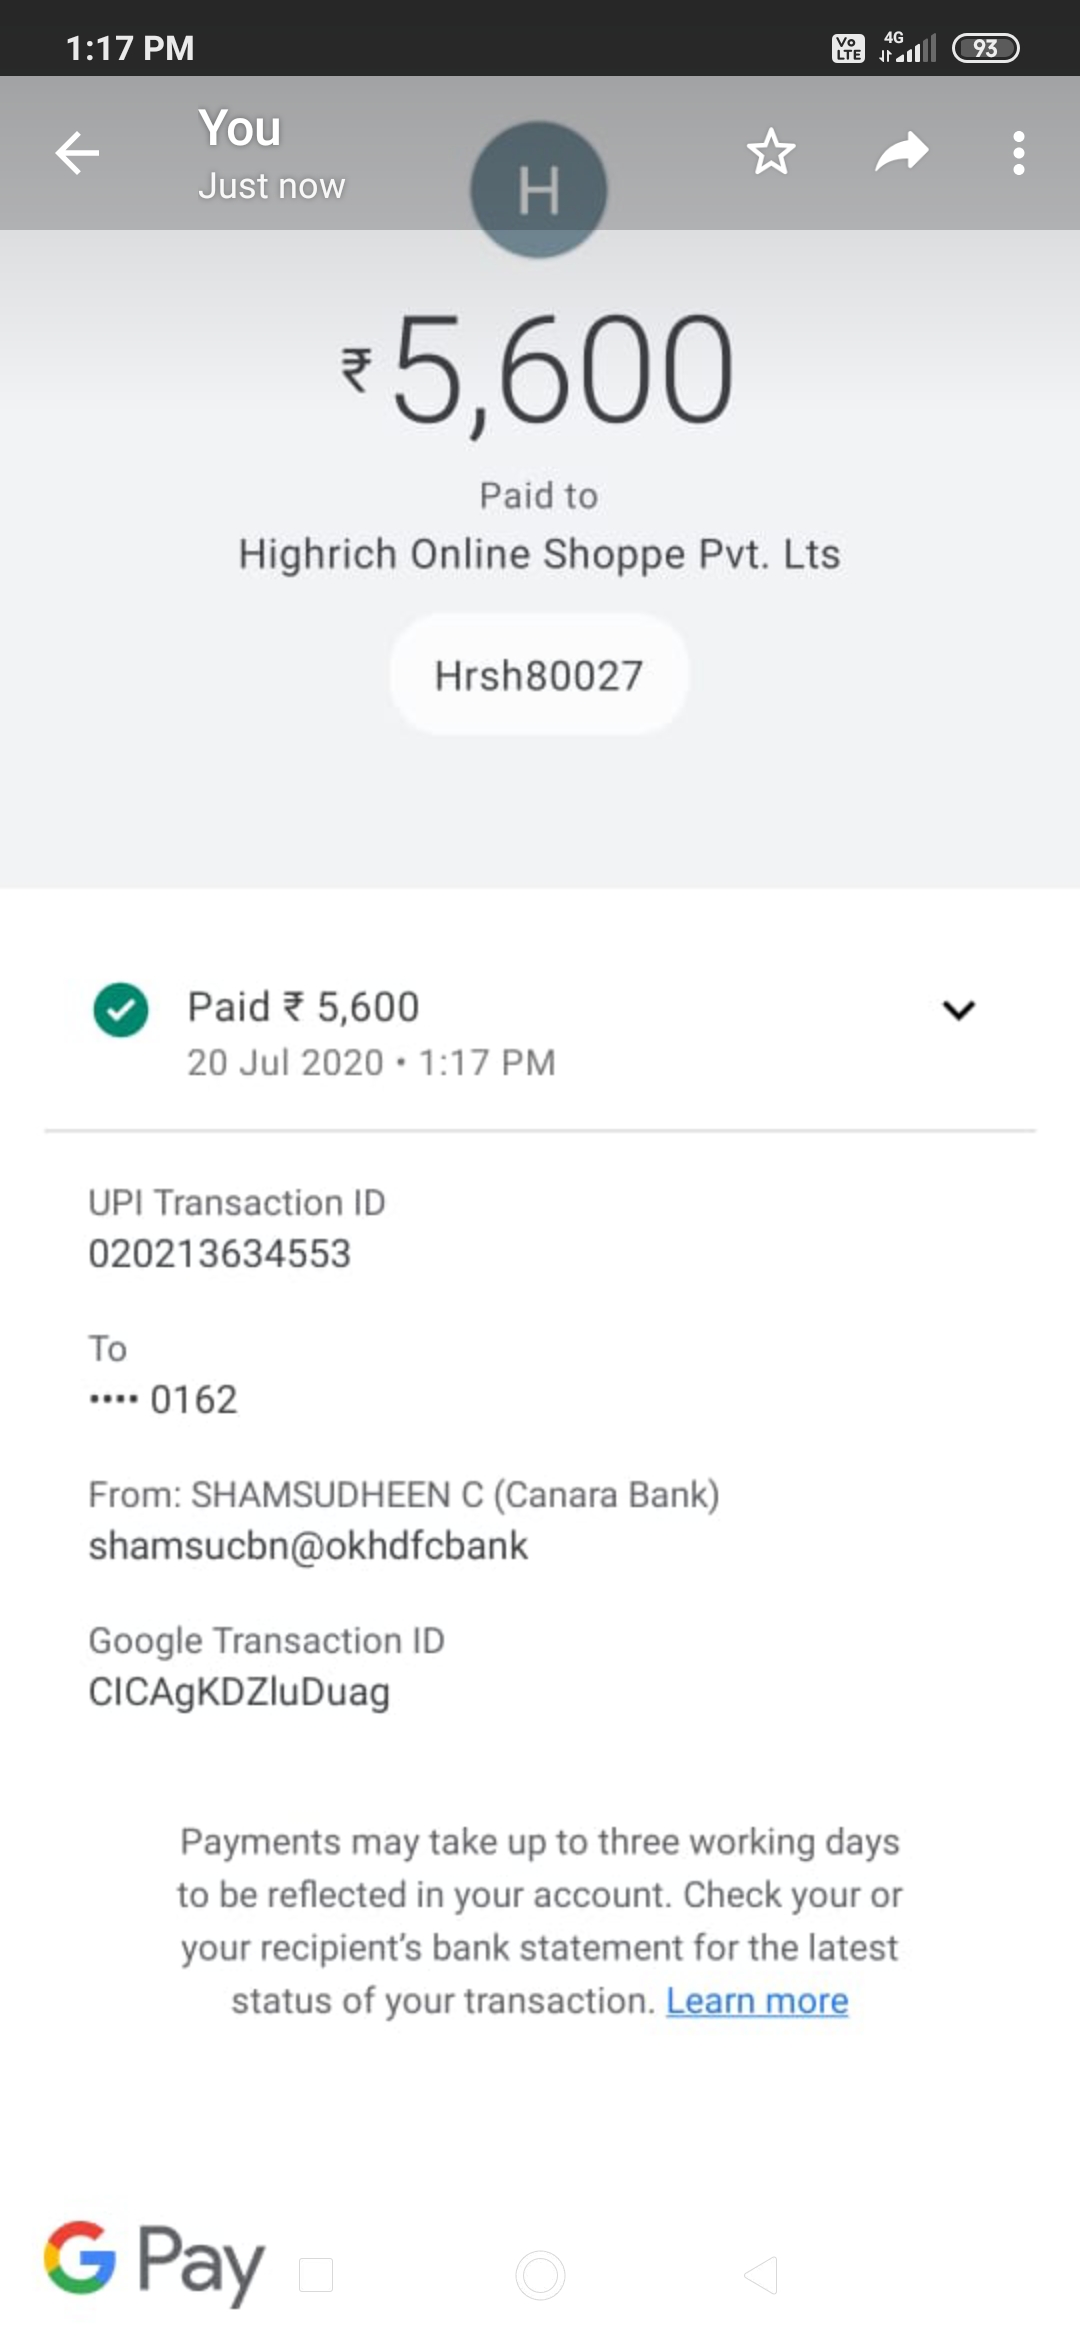 1:17 PM
Vo LTE 4G 93
You
Just now
H
₹5,600
Paid to
Highrich Online Shoppe Pvt. Lts
Hrsh80027
Paid ₹ 5,600
20 Jul 2020 • 1:17 PM
UPI Transaction ID
020213634553
To
•••• 0162
From: SHAMSUDHEEN C (Canara Bank)
shamsucbn@okhdfcbank
Google Transaction ID
CICAgKDZluDuag
Payments may take up to three working days
to be reflected in your account. Check your or
your recipient's bank statement for the latest
status of your transaction. Learn more
G Pay